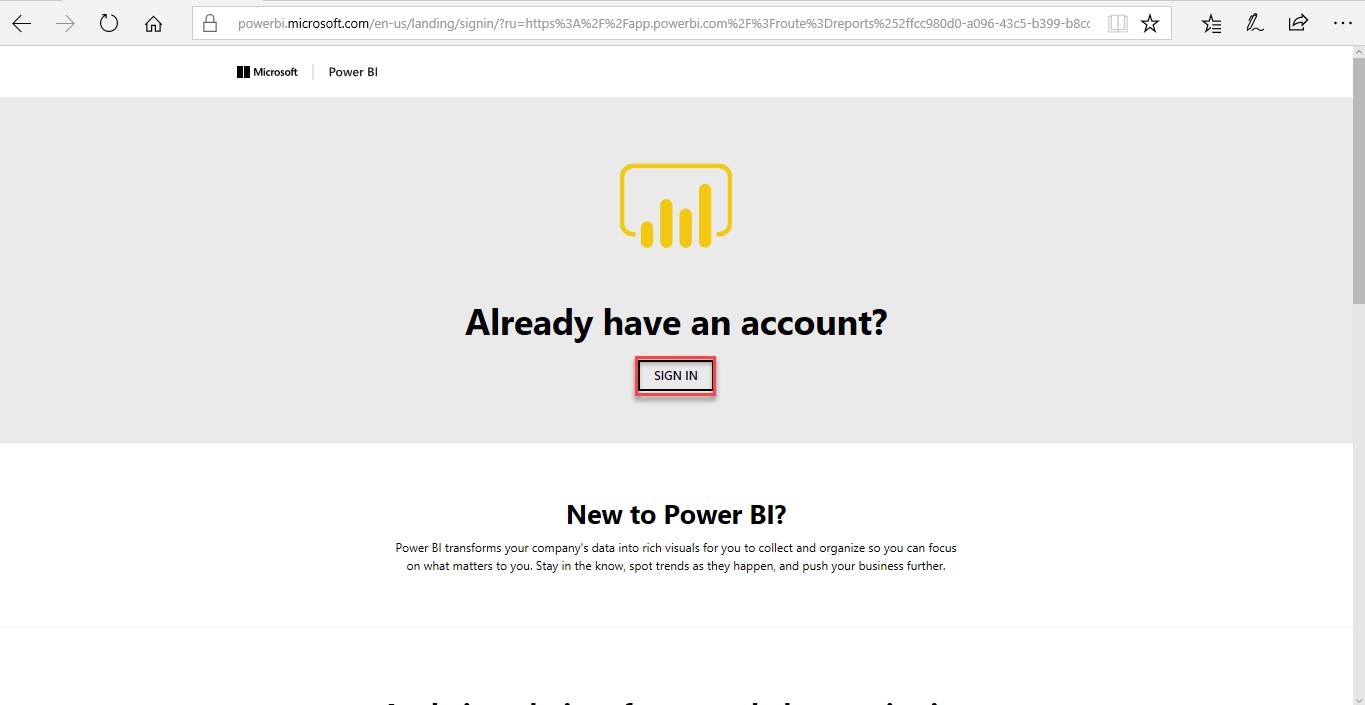 powerbi.microsoft.com/en-us/landing/signin/?ru=https%3A%2F%2Fapp.powerbi.com%2F%3Froute%3Dreports%252ffcc980d0-a096-43c5-b399-b8cc
Microsoft Power BI
Already have an account?
SIGN IN
New to Power BI?
Power BI transforms your company's data into rich visuals for you to collect and organize so you can focus
on what matters to you. Stay in the know, spot trends as they happen, and push your business further.